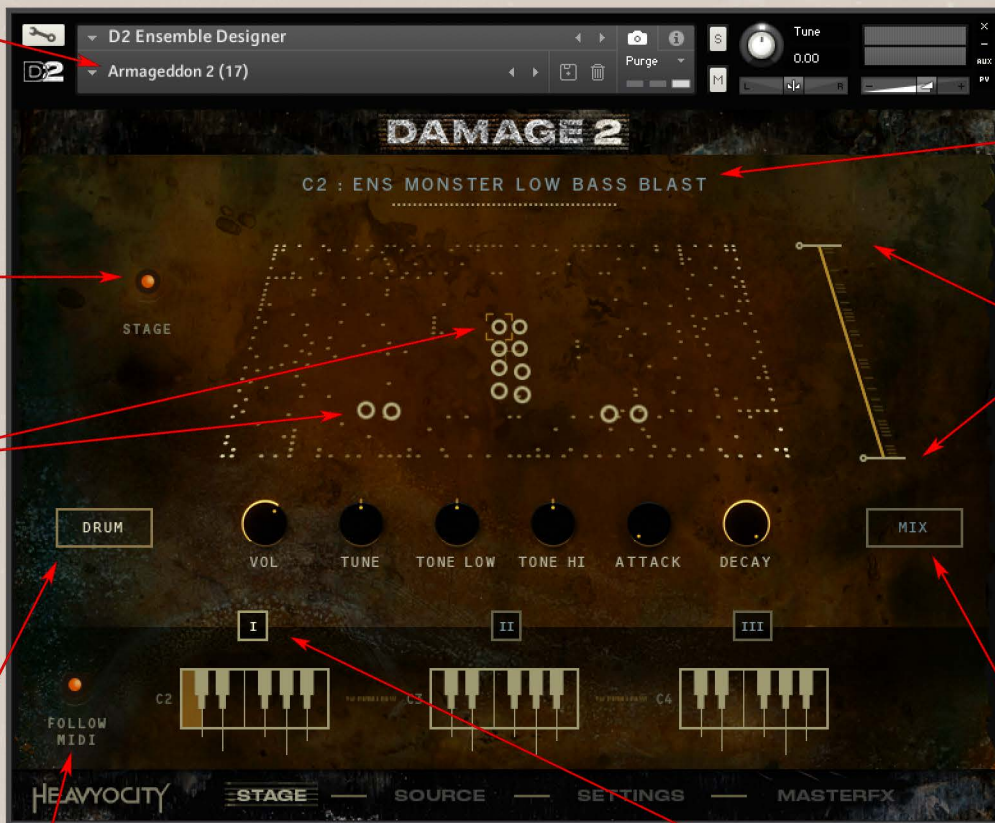 D2 Ensemble Designer
S
Tune
0.00
D2
Armageddon 2 (17)
Purge
M
L
R
AUX
PV
DAMAGE 2
C2 : ENS MONSTER LOW BASS BLAST
STAGE
DRUM
MIX
VOL
TUNE
TONE LOW
TONE HI
ATTACK
DECAY
I
II
III
C2
C3
C4
FOLLOW
MIDI
HEAVYOCITY
STAGE
SOURCE
SETTINGS
MASTERFX